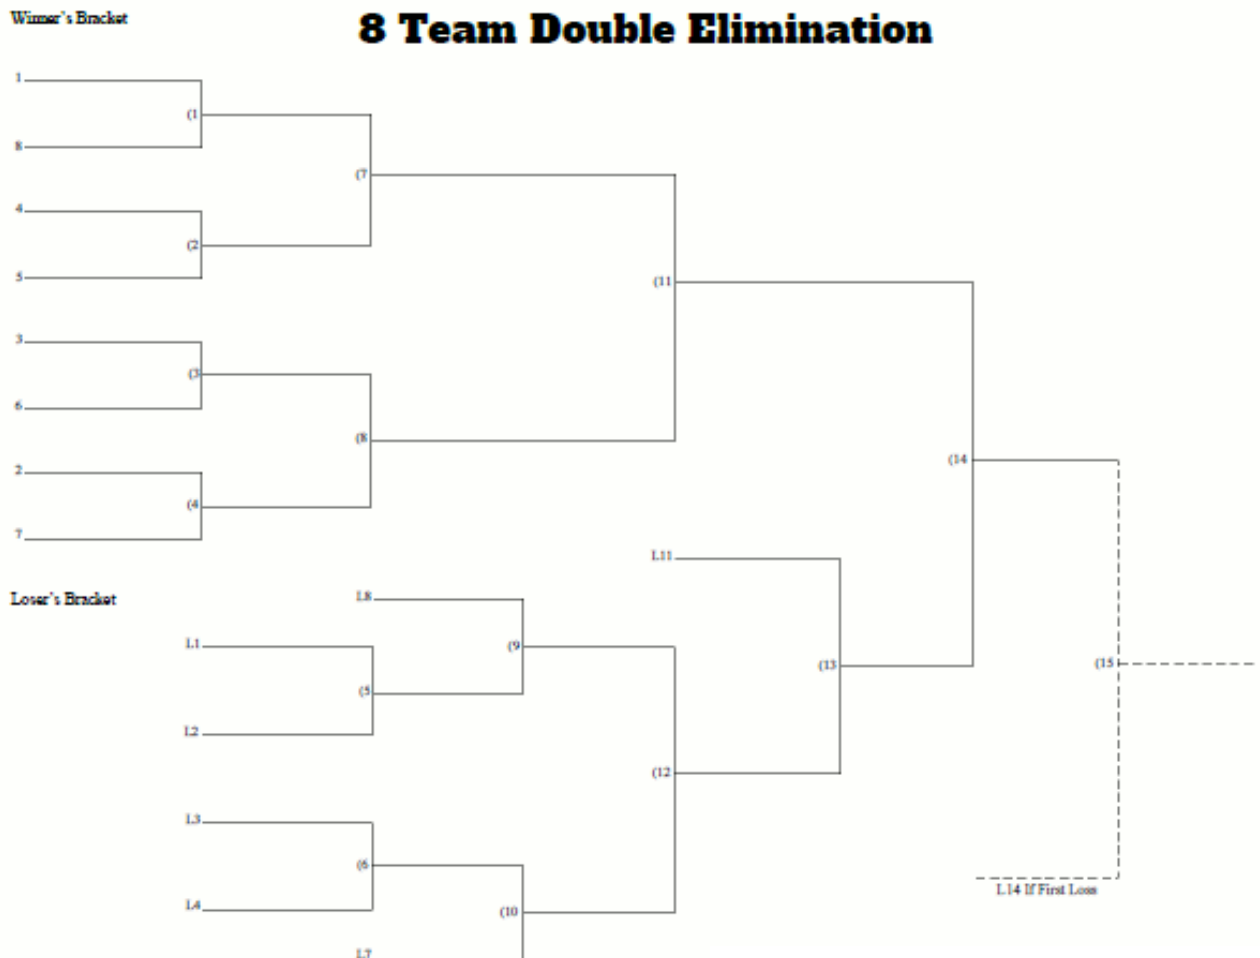 Winner's Bracket
8 Team Double Elimination
1
(1
8
(7
4
(2
5
(11
3
(3
6
(8
2
(14
(4
7
L11
Loser's Bracket
L8
L1
(9
(13
(15
(5
L2
(12
L3
(6
L14 If First Loss
L4
(10
L7